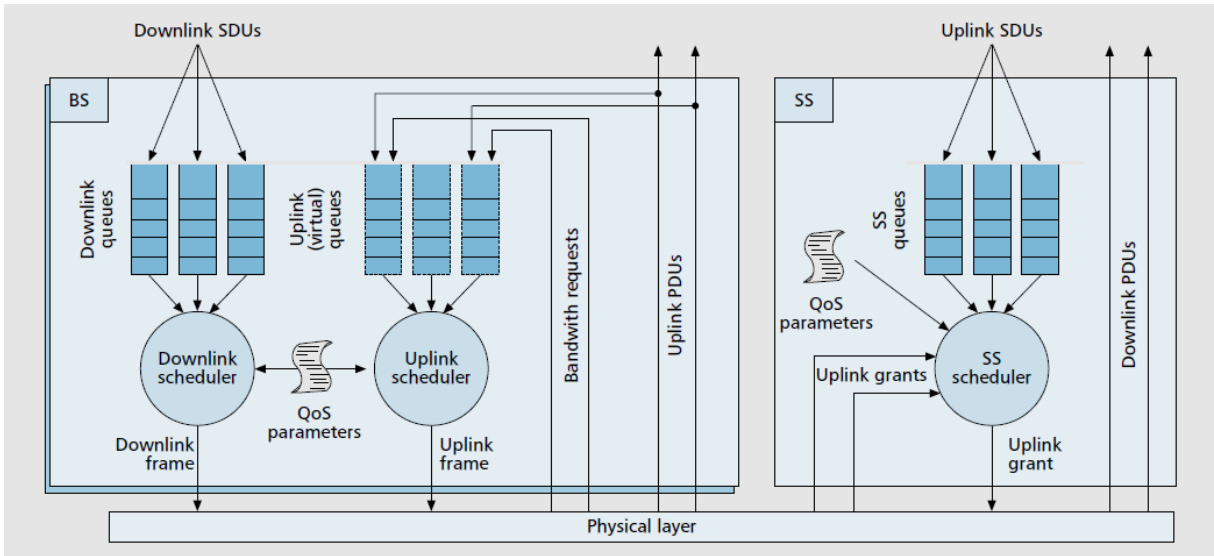 Downlink SDUs
Uplink SDUs
BS
SS
Downlink
queues
Uplink
(virtual)
queues
Bandwith requests
Uplink PDUs
SS
queues
Downlink PDUs
QoS
parameters
Downlink
scheduler
QoS
parameters
Uplink
scheduler
Uplink grants
SS
scheduler
Downlink
frame
Uplink
frame
Uplink
grant
Physical layer